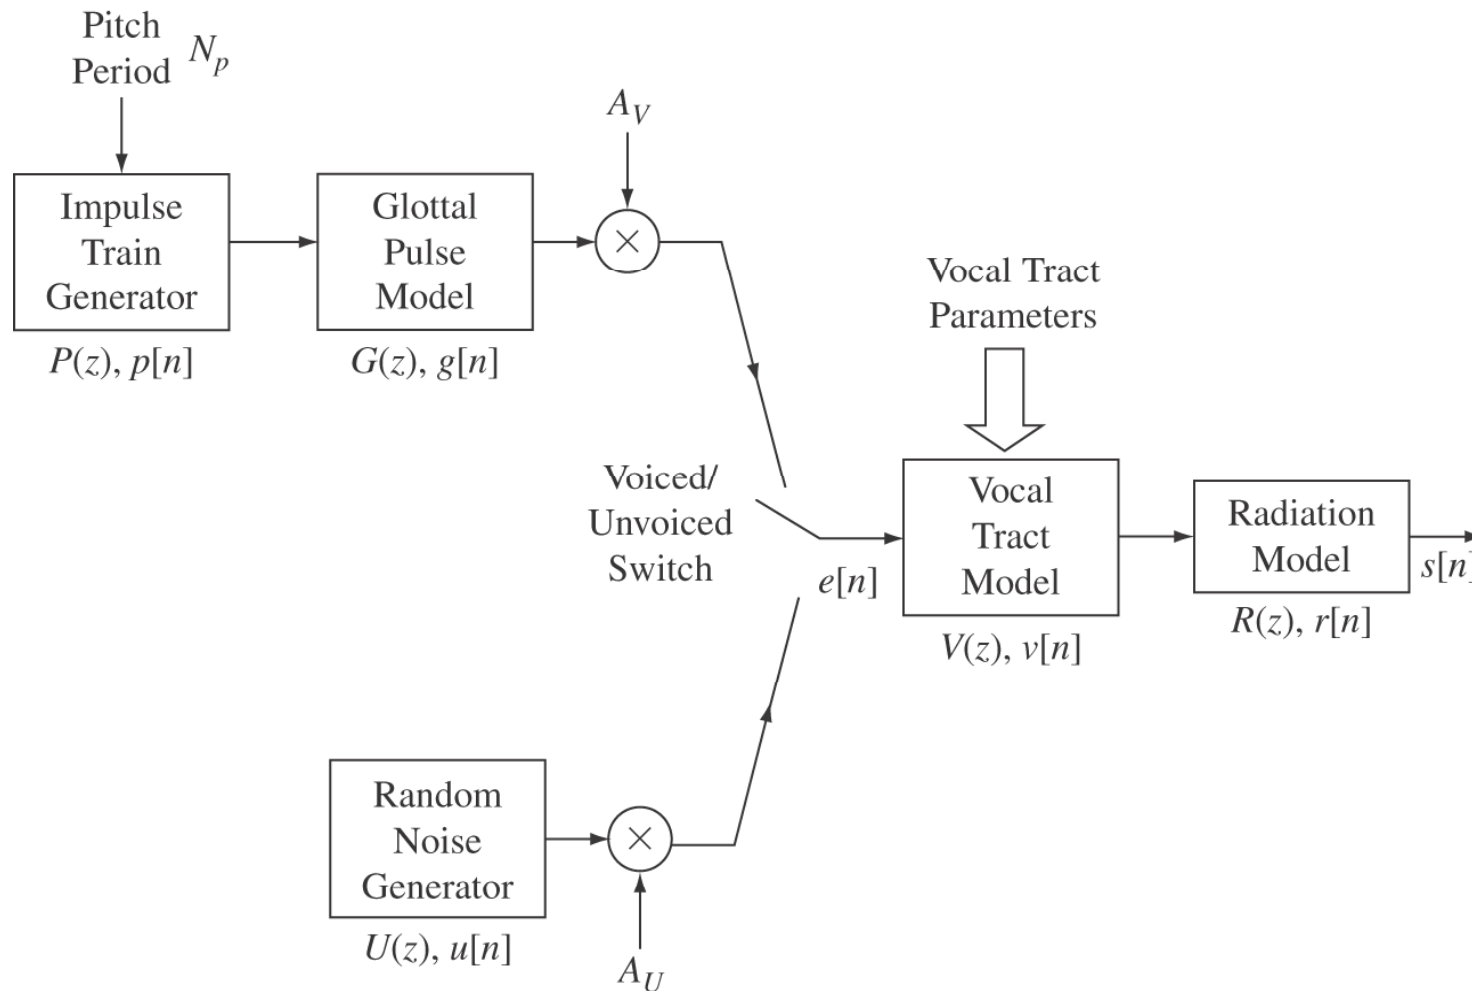 Pitch
Period N_p
A_V
Impulse
Train
Generator
P(z), p[n]
Glottal
Pulse
Model
G(z), g[n]
×
Vocal Tract
Parameters
Voiced/
Unvoiced
Switch
e[n]
Vocal
Tract
Model
V(z), v[n]
Radiation
Model
R(z), r[n]
s[n]
Random
Noise
Generator
U(z), u[n]
×
A_U